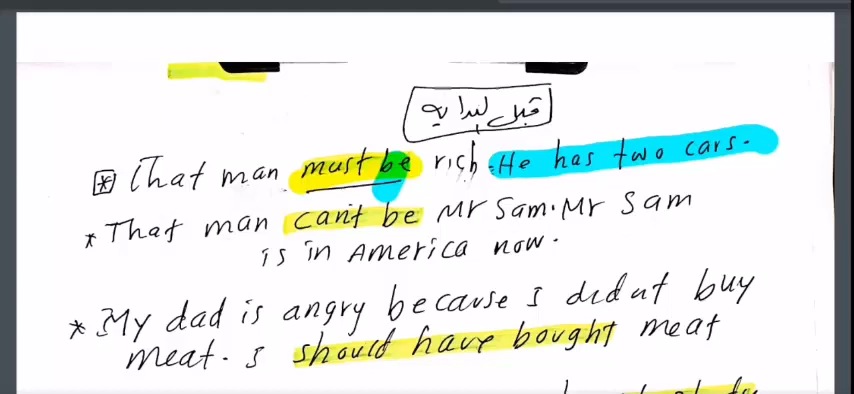 قبل البدايه
* That man must be rich. He has two cars.
* That man can't be Mr Sam. Mr Sam
is in America now.
* My dad is angry because I didn't buy
meat. I should have bought meat